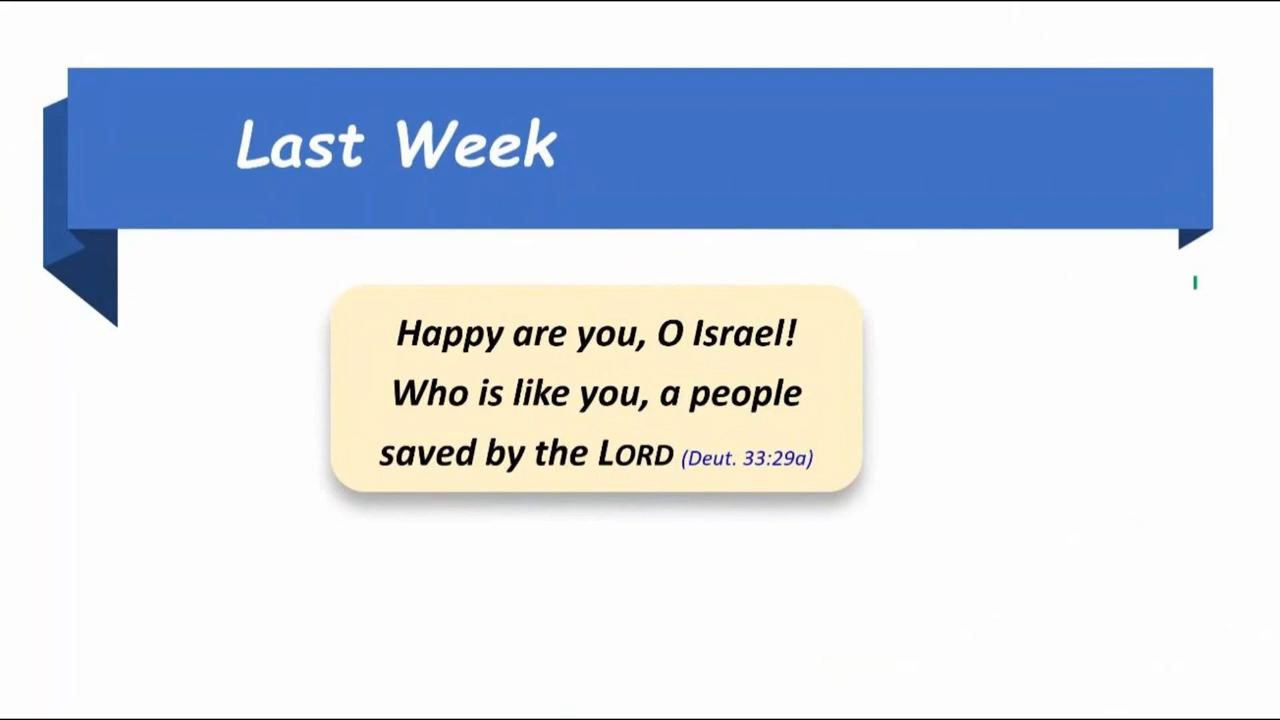 Last Week
Happy are you, O Israel!
Who is like you, a people
saved by the LORD (Deut. 33:29a)